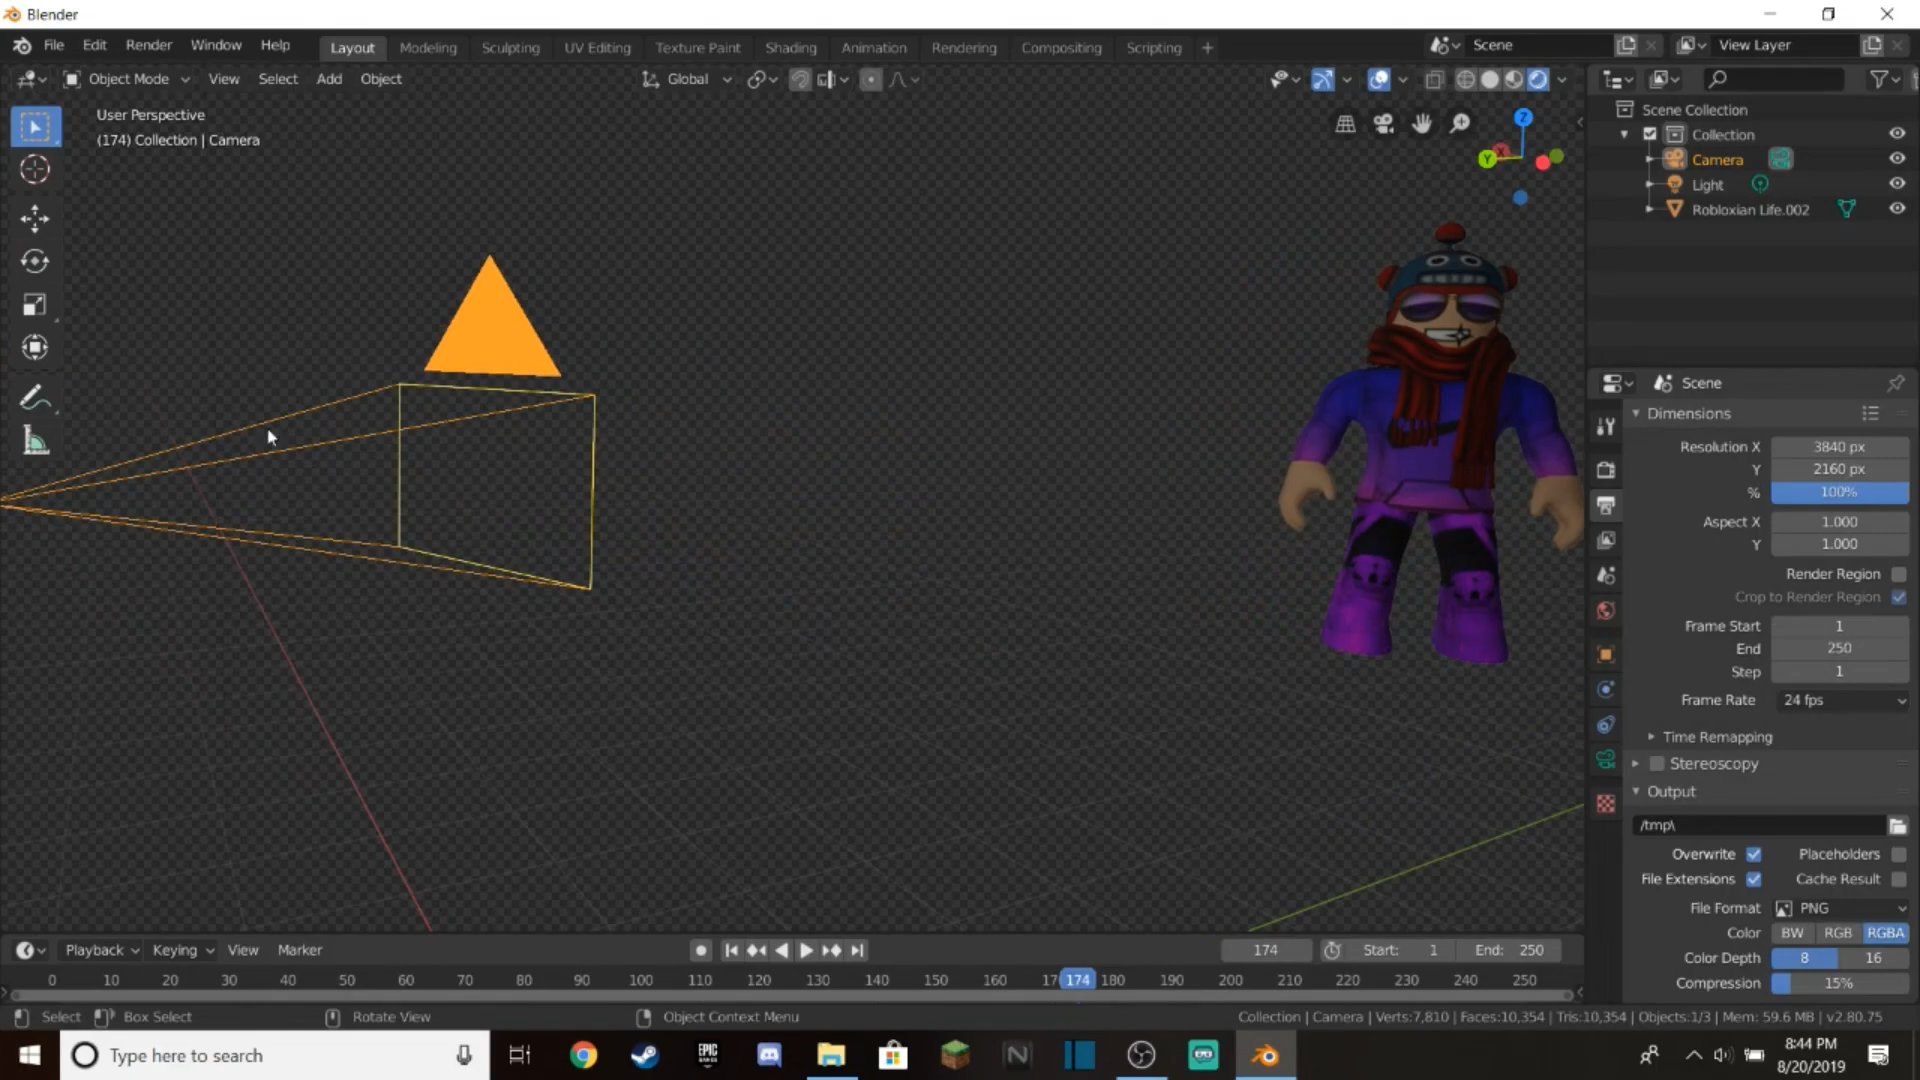 Blender
File Edit Render Window Help Layout Modeling Sculpting UV Editing Texture Paint Shading Animation Rendering Compositing Scripting + Scene View Layer
Object Mode View Select Add Object Global
User Perspective
(174) Collection | Camera
Z
Y
X
Scene Collection
Collection
Camera
Light
Robloxian Life.002
Scene
Dimensions
Resolution X 3840 px
Y 2160 px
% 100%
Aspect X 1.000
Y 1.000
Render Region
Crop to Render Region
Frame Start 1
End 250
Step 1
Frame Rate 24 fps
Time Remapping
Stereoscopy
Output
/tmp\
Overwrite Placeholders
File Extensions Cache Result
File Format PNG
Color BW RGB RGBA
Color Depth 8 16
Compression 15%
Playback Keying View Marker 174 Start: 1 End: 250
0 10 20 30 40 50 60 70 80 90 100 110 120 130 140 150 160 17 174 180 190 200 210 220 230 240 250
Select Box Select Rotate View Object Context Menu Collection | Camera | Verts:7,810 | Faces:10,354 | Tris:10,354 | Objects:1/3 | Mem: 59.6 MB | v2.80.75
Type here to search
EPIC
GAMES
N
8:44 PM
8/20/2019